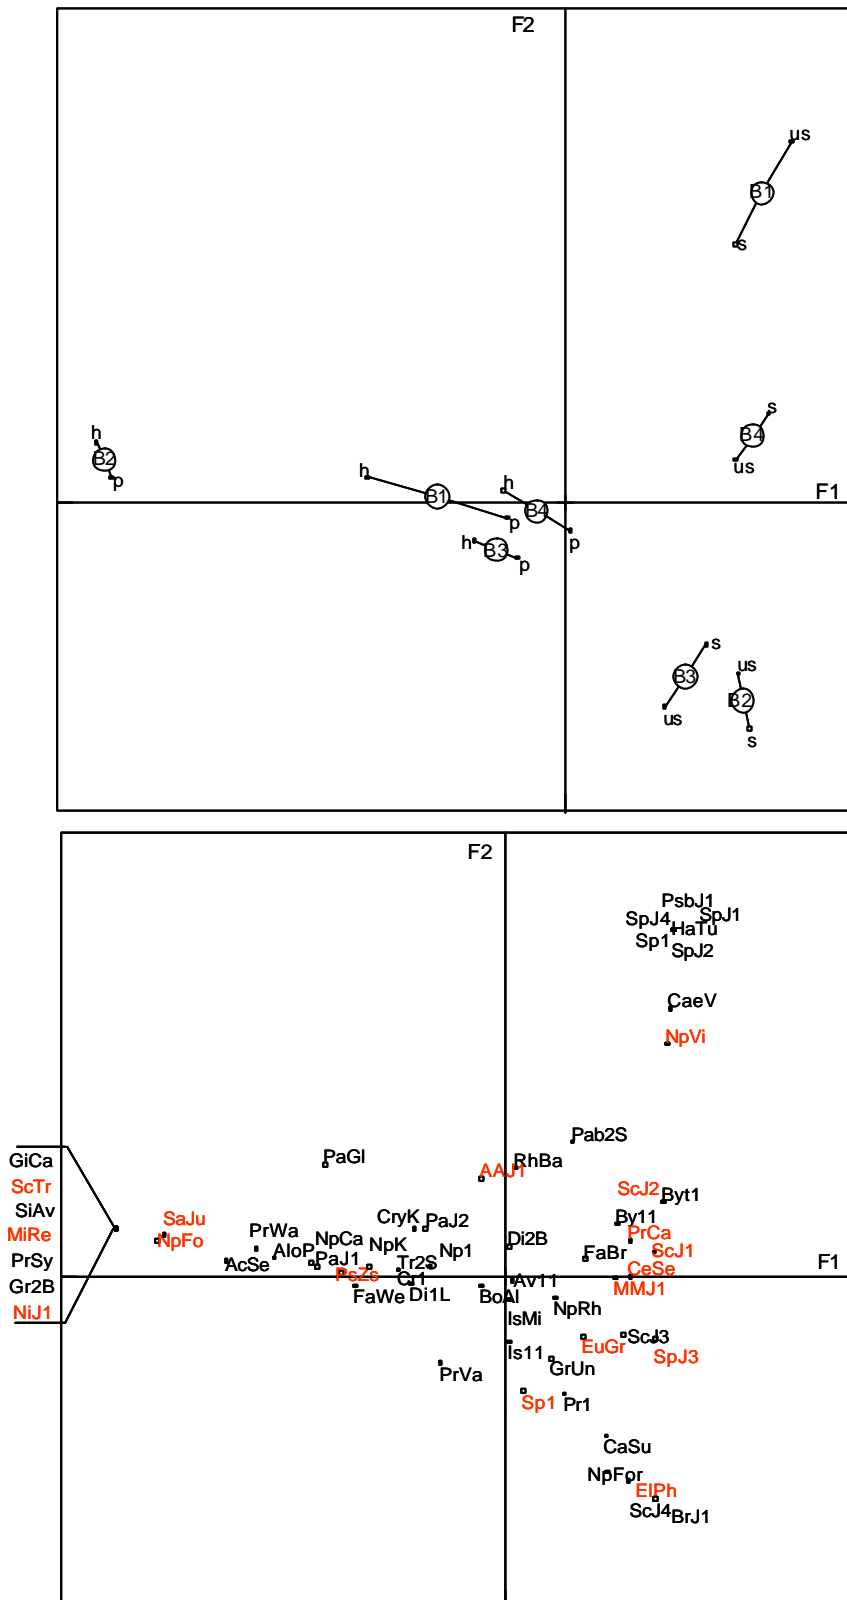 F2
us
B1
s
s
B4
us
h
B2
p
h
B1
p
h
B4
p
F1
h
B3
p
s
B3
us
us
B2
s
F2
PsbJ1
SpJ4 SpJ1
HaTu
Sp1
SpJ2
CaeV
NpVi
Pab2S
GiCa
PaGl
AAJ1 RhBa
ScTr
ScJ2
Byt1
SiAv
SaJu
CryK PaJ2
By11
MiRe
NpFo
PrWa
NpCa
PrCa
AloP
NpK
Np1
Di2B
ScJ1
PrSy
AcSe
PaJ1
Tr2S
FaBr
F1
PsZs
Cr1
CeSe
Gr2B
FaWe
Di1L
BoAl
Av11
MMJ1
NiJ1
IsMi
NpRh
Is11
EuGr
ScJ3
SpJ3
PrVa
GrUn
Sp1
Pr1
CaSu
NpFor
ElPh
ScJ4
BrJ1